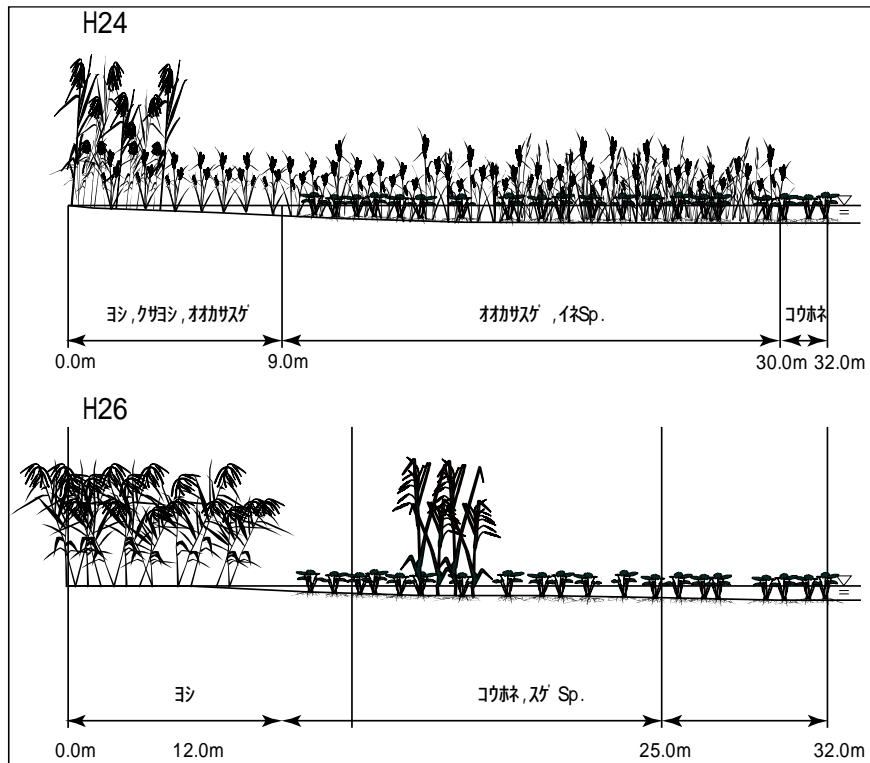 H24
ヨシ,クサヨシ,オオカサスゲ
オオカサスゲ,イネSp.
コウホネ
0.0m
9.0m
30.0m
32.0m
H26
ヨシ
コウホネ,スゲ Sp.
0.0m
12.0m
25.0m
32.0m